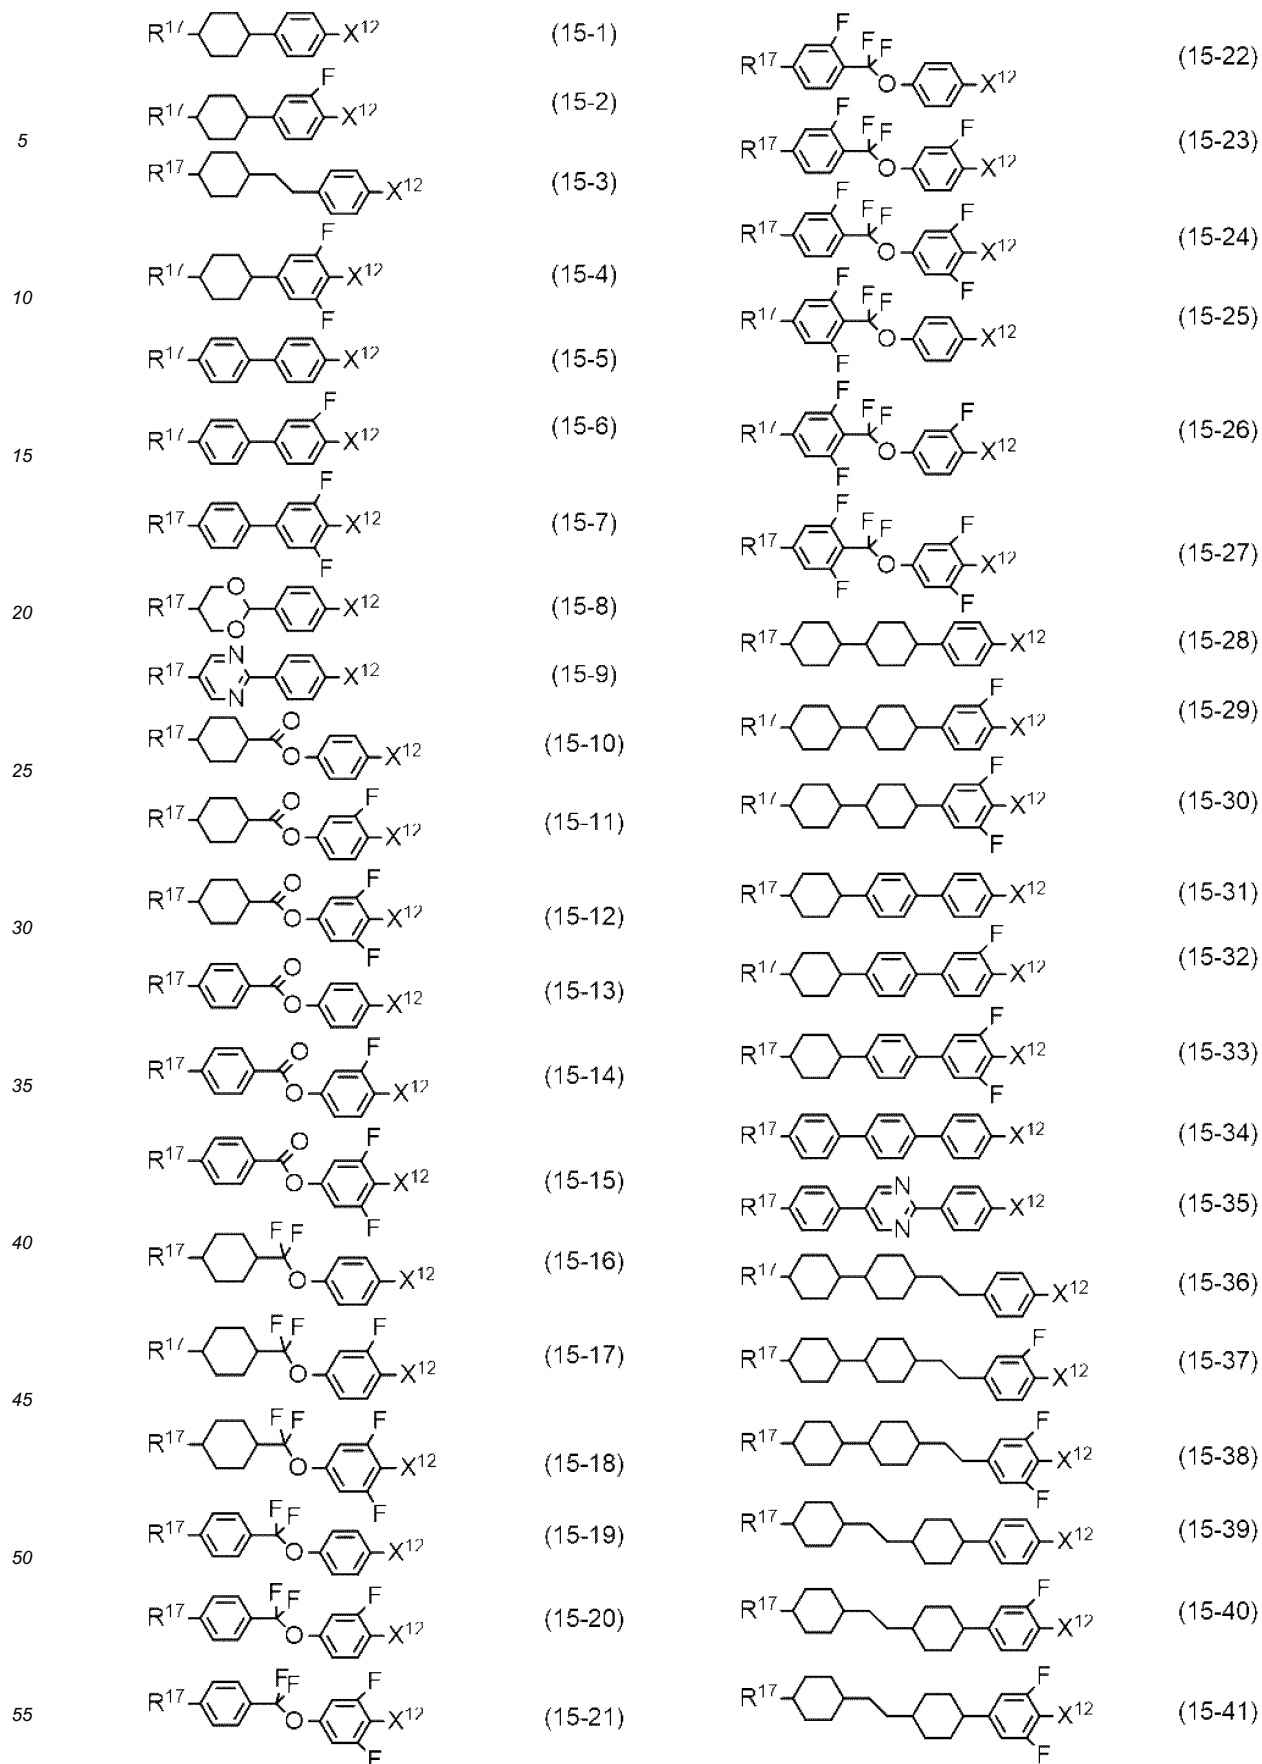 R17 X12 (15-1)
F
R17 X12 (15-2)
5
R17 X12 (15-3)
F
R17 X12 (15-4)
F
10
R17 X12 (15-5)
F
R17 X12 (15-6)
15
F
R17 X12 (15-7)
F
O
R17 X12 (15-8)
O
20
N
R17 X12 (15-9)
N
O
R17 O X12 (15-10)
25
O F
R17 O X12 (15-11)
O F
R17 O X12 (15-12)
F
30
O
R17 O X12 (15-13)
O F
R17 O X12 (15-14)
35
O F
R17 O X12 (15-15)
F
40
F F
R17 O X12 (15-16)
F F F
R17 O X12 (15-17)
45
F F F
R17 O X12 (15-18)
F
F F
R17 O X12 (15-19)
50
F F F
R17 O X12 (15-20)
F F F
R17 O X12 (15-21)
F
55
F F F
R17 O X12 (15-22)
F F F F
R17 O X12 (15-23)
F F F F
R17 O X12 (15-24)
F
F F F
R17 O X12 (15-25)
F
F F F F
R17 O X12 (15-26)
F
F F F F
R17 O X12 (15-27)
F F
R17 X12 (15-28)
F
R17 X12 (15-29)
F
R17 X12 (15-30)
F
R17 X12 (15-31)
F
R17 X12 (15-32)
F
R17 X12 (15-33)
F
R17 X12 (15-34)
N
R17 X12 (15-35)
N
R17 X12 (15-36)
F
R17 X12 (15-37)
F
R17 X12 (15-38)
F
R17 X12 (15-39)
F
R17 X12 (15-40)
F
R17 X12 (15-41)
F